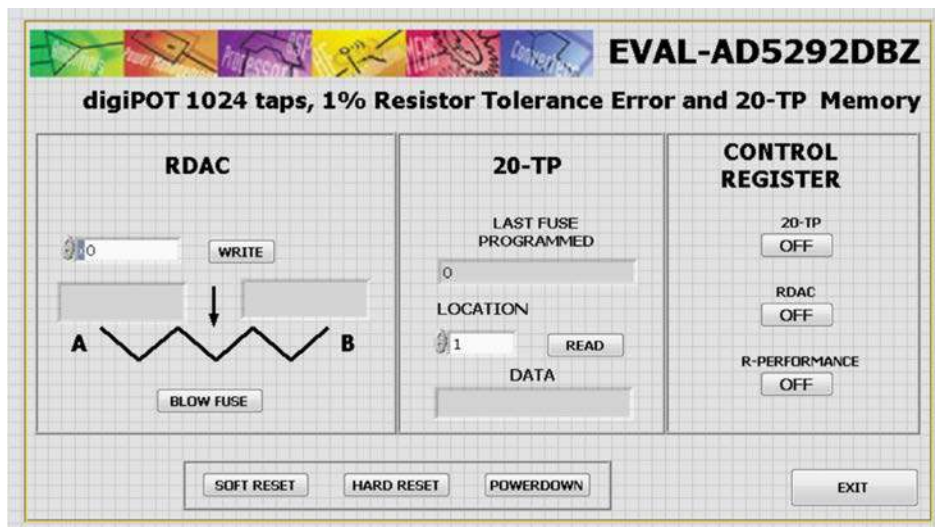 EVAL-AD5292DBZ
digiPOT 1024 taps, 1% Resistor Tolerance Error and 20-TP Memory
RDAC
0
WRITE
A
B
BLOW FUSE
20-TP
LAST FUSE
PROGRAMMED
0
LOCATION
1
READ
DATA
CONTROL
REGISTER
20-TP
OFF
RDAC
OFF
R-PERFORMANCE
OFF
SOFT RESET
HARD RESET
POWERDOWN
EXIT